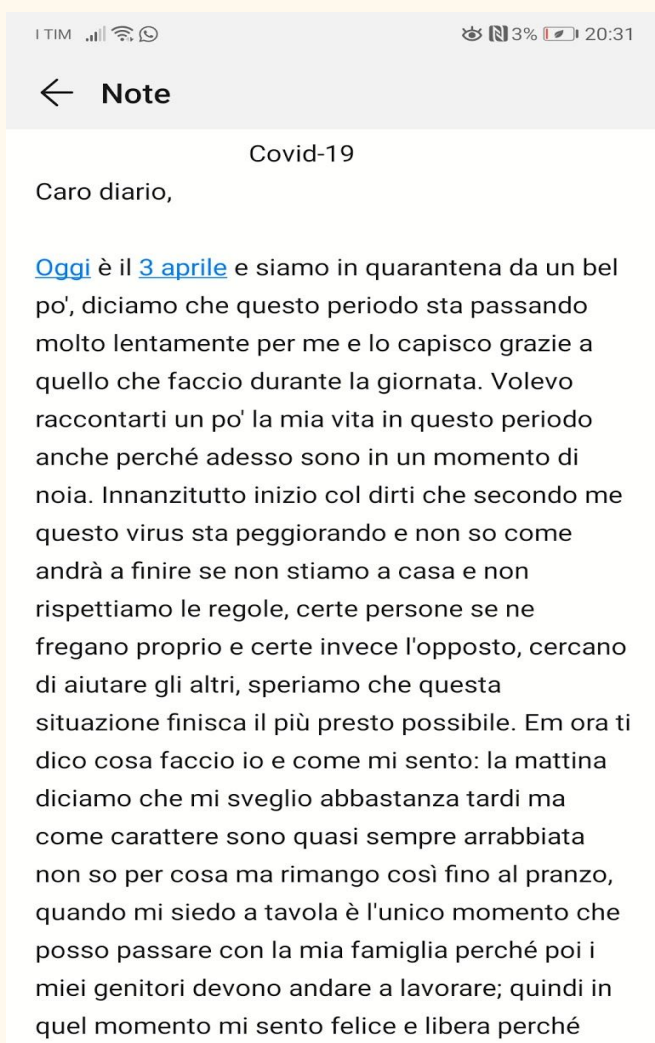 I TIM 3% 20:31
← Note
Covid-19
Caro diario,
Oggi è il 3 aprile e siamo in quarantena da un bel
po', diciamo che questo periodo sta passando
molto lentamente per me e lo capisco grazie a
quello che faccio durante la giornata. Volevo
raccontarti un po' la mia vita in questo periodo
anche perché adesso sono in un momento di
noia. Innanzitutto inizio col dirti che secondo me
questo virus sta peggiorando e non so come
andrà a finire se non stiamo a casa e non
rispettiamo le regole, certe persone se ne
fregano proprio e certe invece l'opposto, cercano
di aiutare gli altri, speriamo che questa
situazione finisca il più presto possibile. Em ora ti
dico cosa faccio io e come mi sento: la mattina
diciamo che mi sveglio abbastanza tardi ma
come carattere sono quasi sempre arrabbiata
non so per cosa ma rimango così fino al pranzo,
quando mi siedo a tavola è l'unico momento che
posso passare con la mia famiglia perché poi i
miei genitori devono andare a lavorare; quindi in
quel momento mi sento felice e libera perché